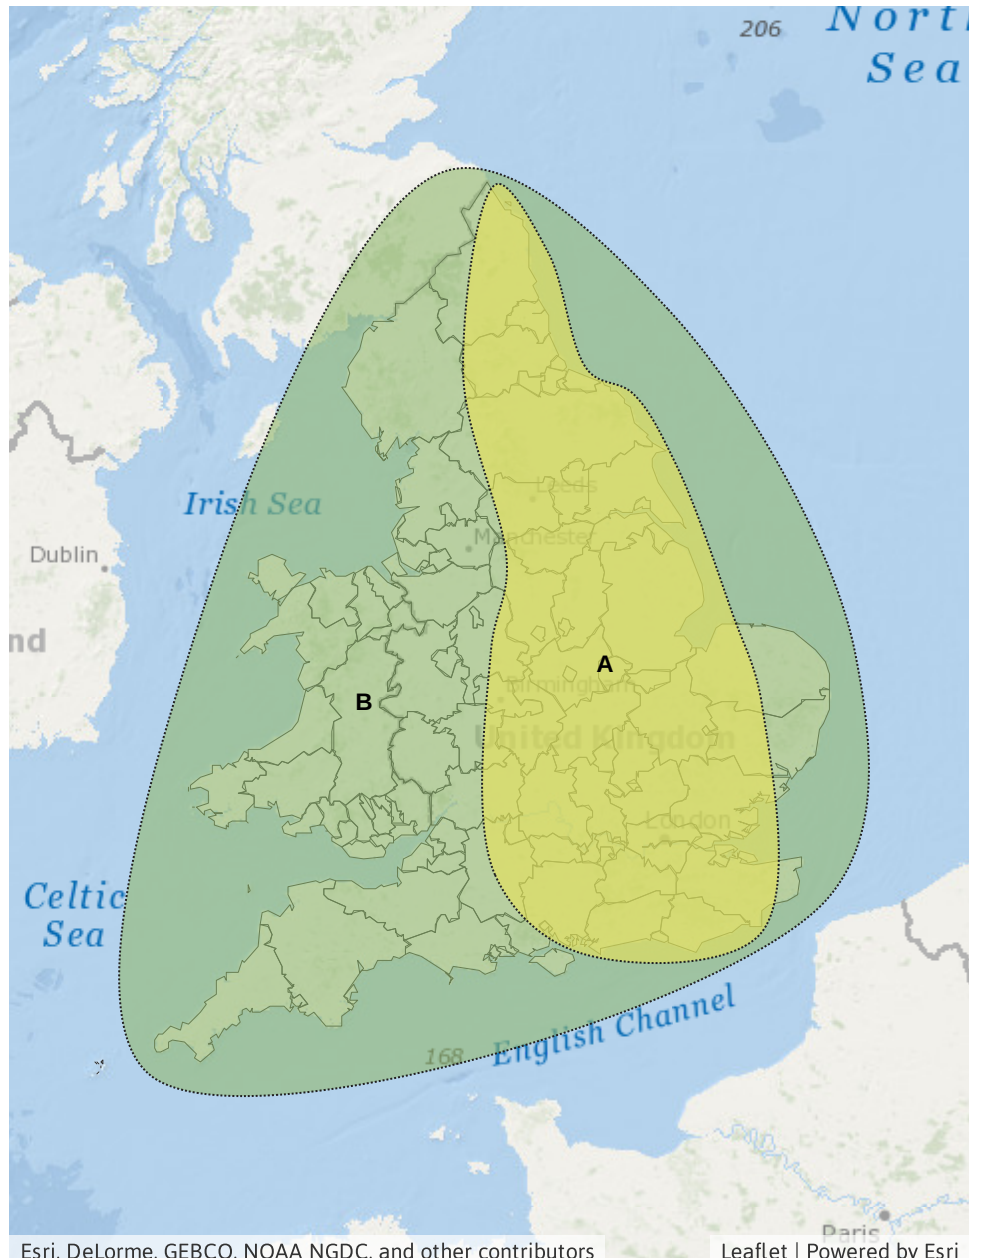 206
North
Sea
Irish Sea
Leeds
Manchester
Dublin
nd
A
Birmingham
B
United Kingdom
London
Celtic
Sea
English Channel
168
Paris
Esri, DeLorme, GEBCO, NOAA NGDC, and other contributors
Leaflet | Powered by Esri